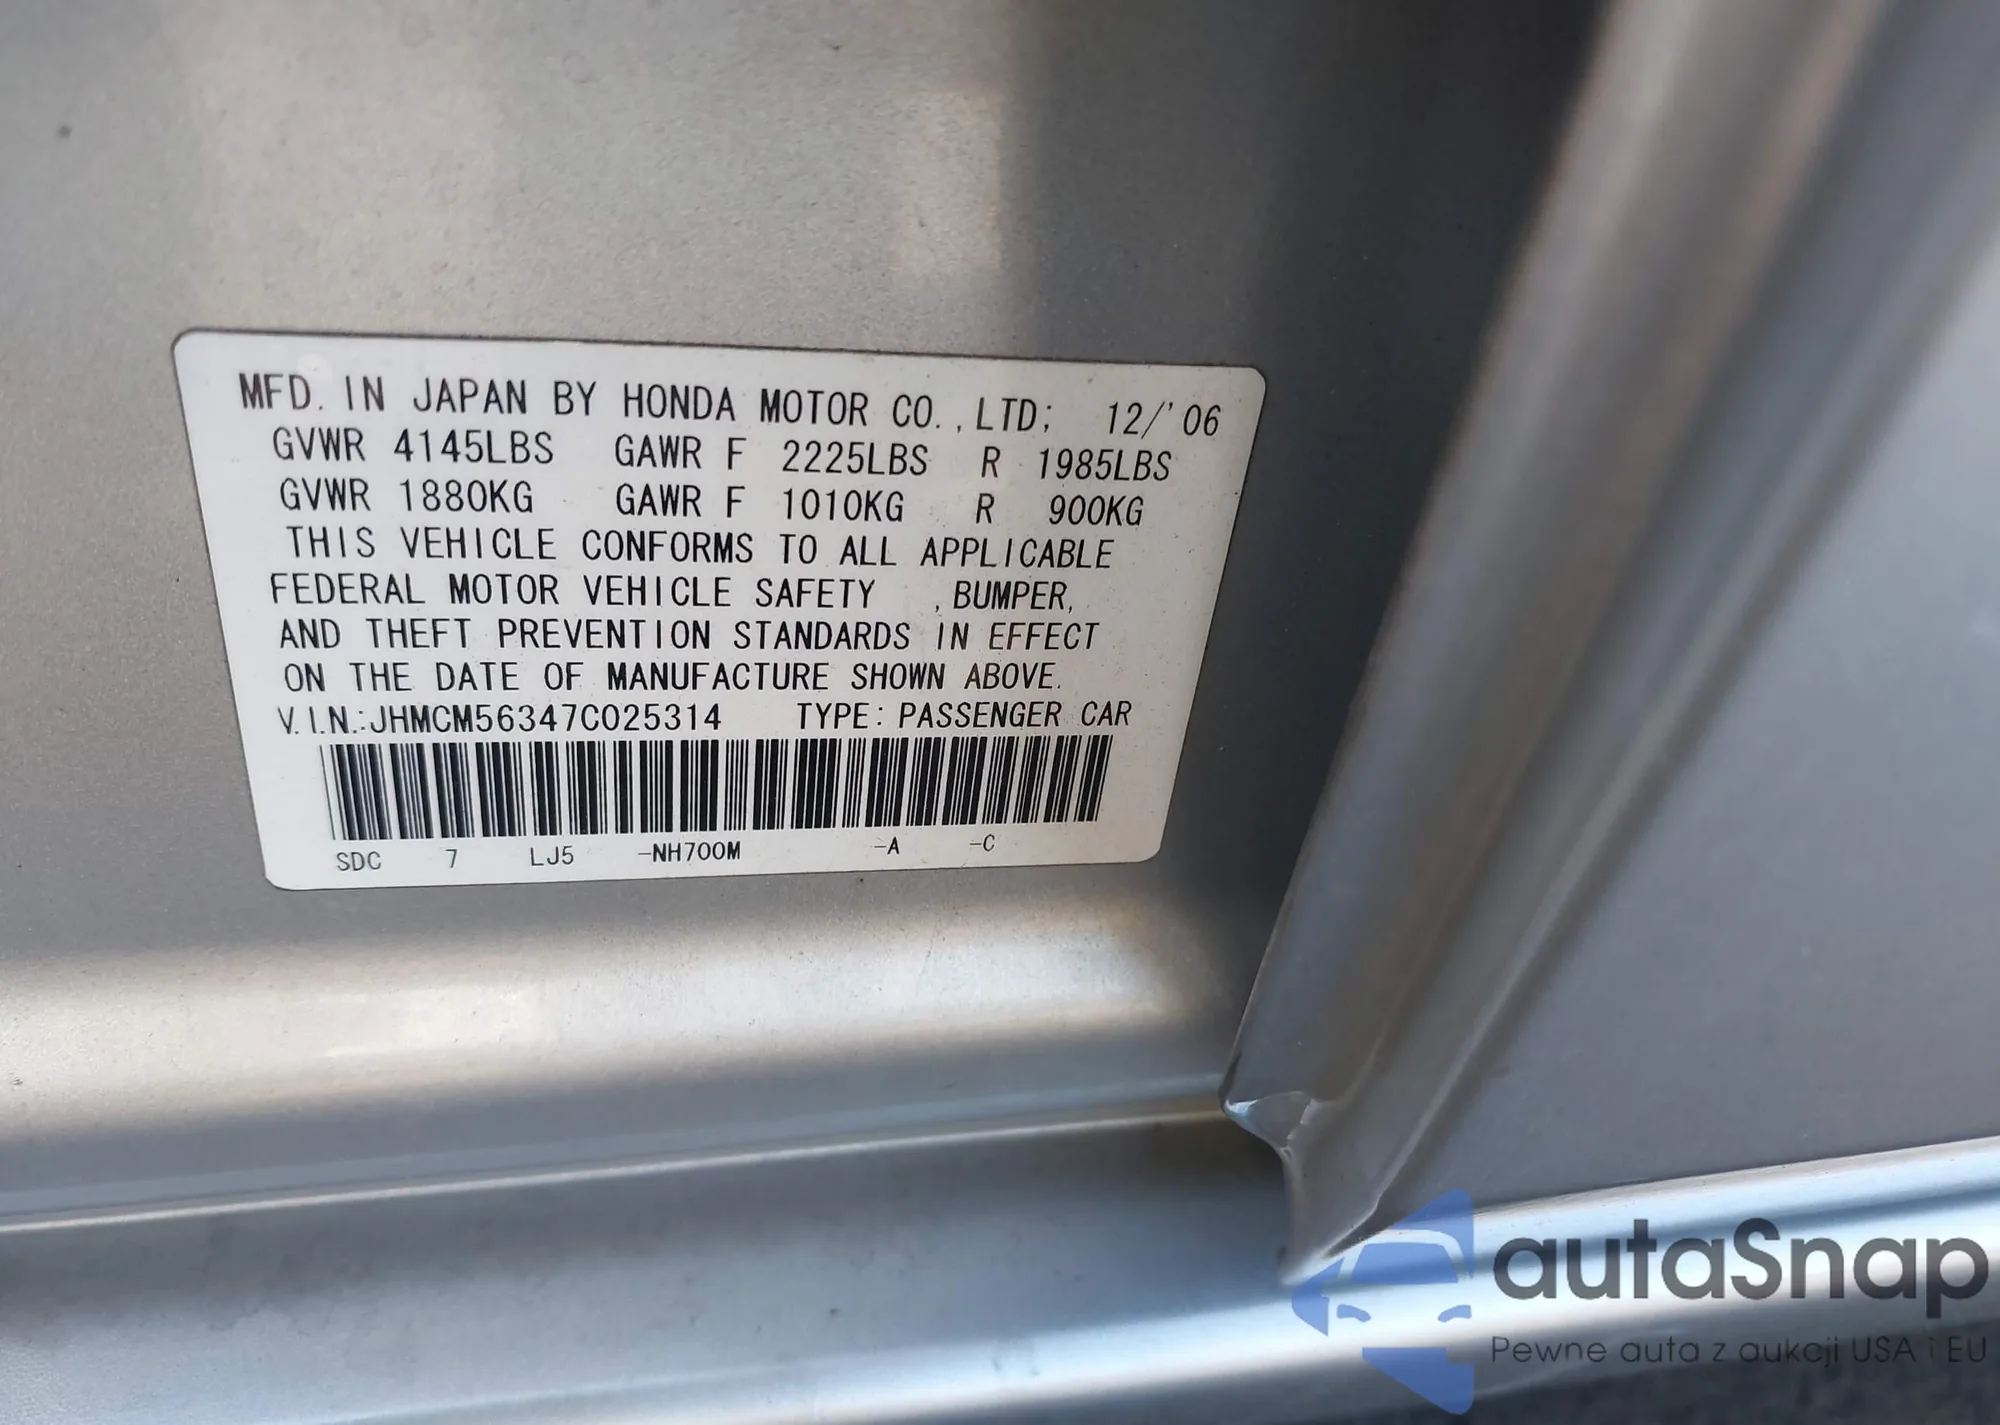 MFD. IN JAPAN BY HONDA MOTOR CO.,LTD; 12/'06
GVWR 4145LBS GAWR F 2225LBS R 1985LBS
GVWR 1880KG GAWR F 1010KG R 900KG
THIS VEHICLE CONFORMS TO ALL APPLICABLE
FEDERAL MOTOR VEHICLE SAFETY , BUMPER,
AND THEFT PREVENTION STANDARDS IN EFFECT
ON THE DATE OF MANUFACTURE SHOWN ABOVE.
V.I.N.:JHMCM56347C025314 TYPE: PASSENGER CAR
SDC 7 LJ5 -NH700M -A -C
autaSnap
Pewne auta z aukcji USA i EU